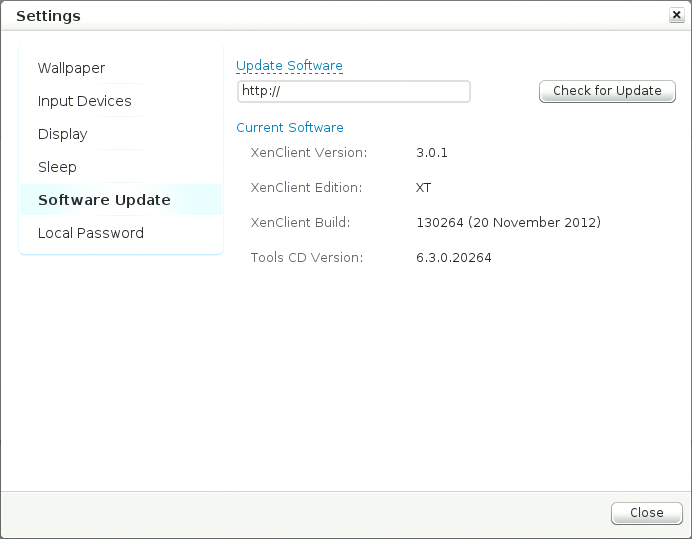 Settings
Wallpaper
Input Devices
Display
Sleep
Software Update
Local Password
Update Software
http://
Check for Update
Current Software
XenClient Version: 3.0.1
XenClient Edition: XT
XenClient Build: 130264 (20 November 2012)
Tools CD Version: 6.3.0.20264
Close